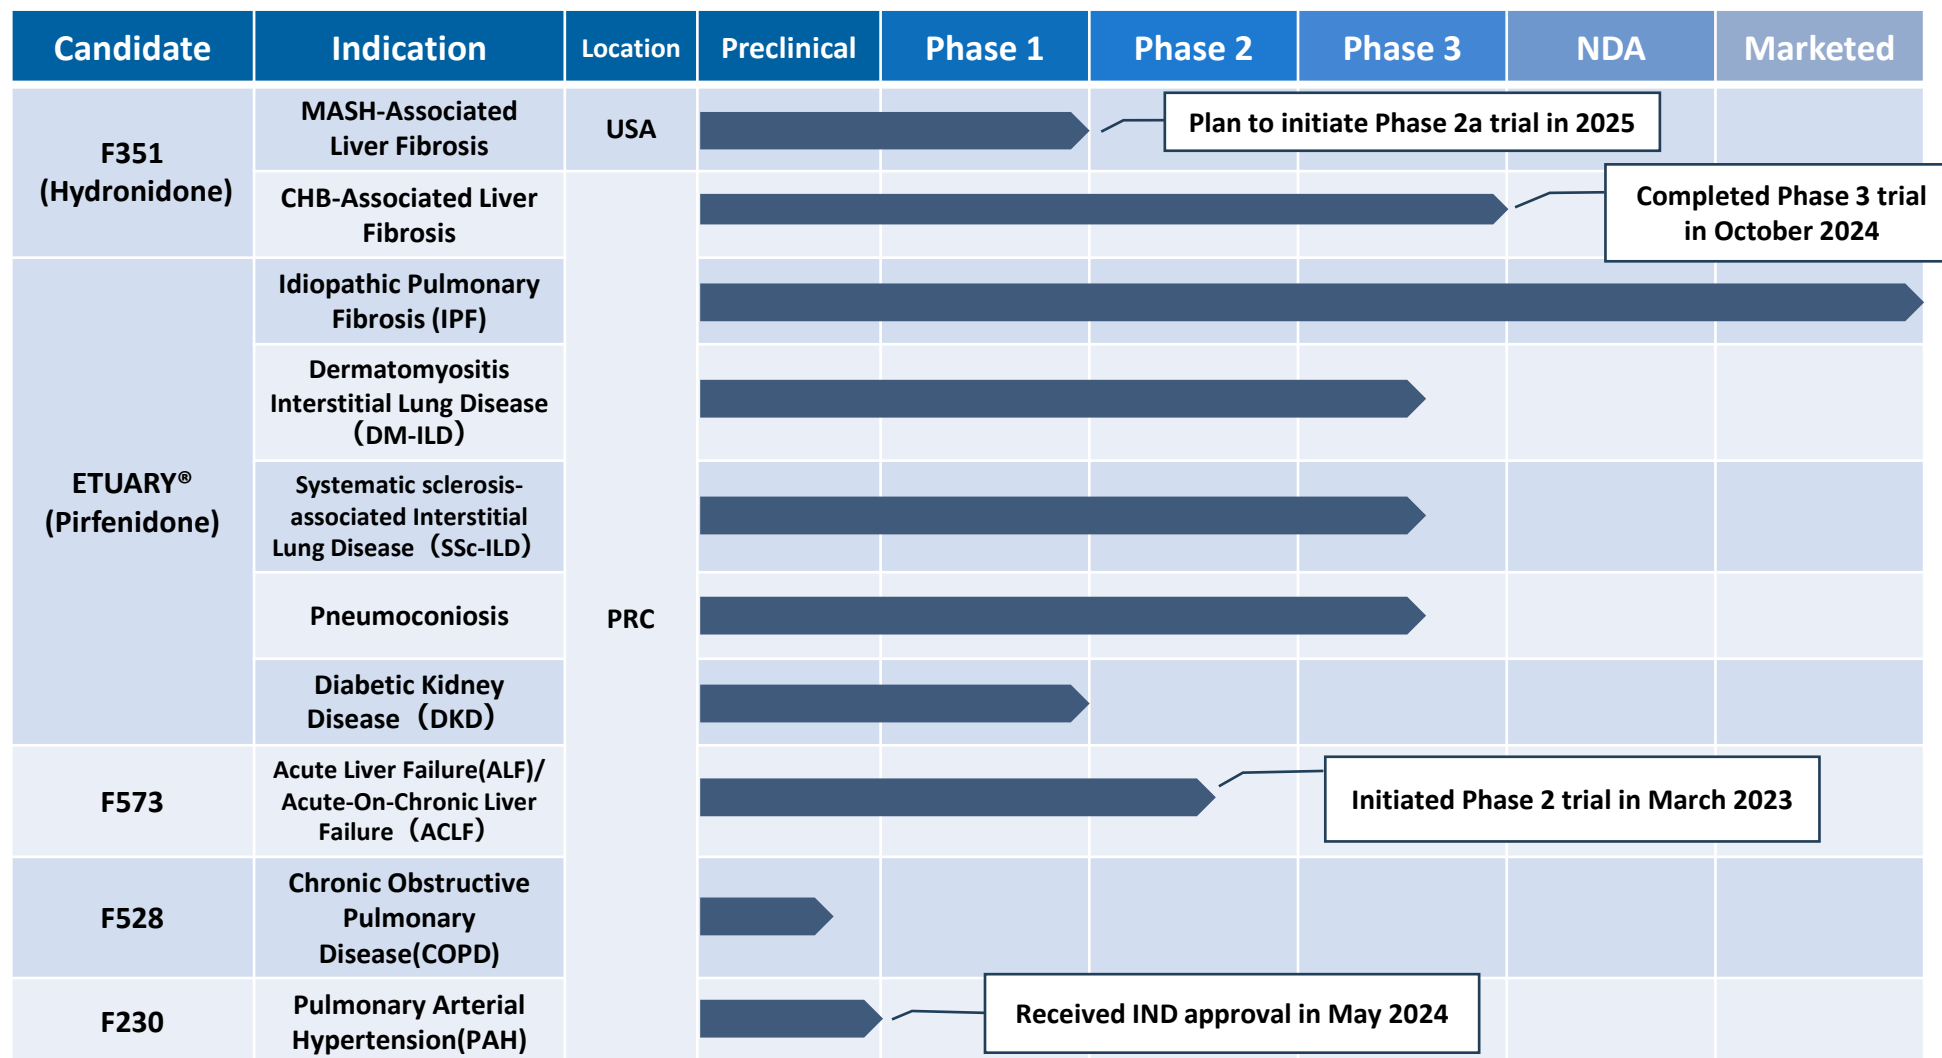 Candidate
Indication
Location
Preclinical
Phase 1
Phase 2
Phase 3
NDA
Marketed
F351
(Hydronidone)
MASH-Associated
Liver Fibrosis
USA
Plan to initiate Phase 2a trial in 2025
CHB-Associated Liver
Fibrosis
Completed Phase 3 trial
in October 2024
ETUARY®
(Pirfenidone)
Idiopathic Pulmonary
Fibrosis (IPF)
Dermatomyositis
Interstitial Lung Disease
（DM-ILD）
Systematic sclerosis-
associated Interstitial
Lung Disease（SSc-ILD）
Pneumoconiosis
PRC
Diabetic Kidney
Disease（DKD）
F573
Acute Liver Failure(ALF)/
Acute-On-Chronic Liver
Failure（ACLF）
Initiated Phase 2 trial in March 2023
F528
Chronic Obstructive
Pulmonary
Disease(COPD)
F230
Pulmonary Arterial
Hypertension(PAH)
Received IND approval in May 2024